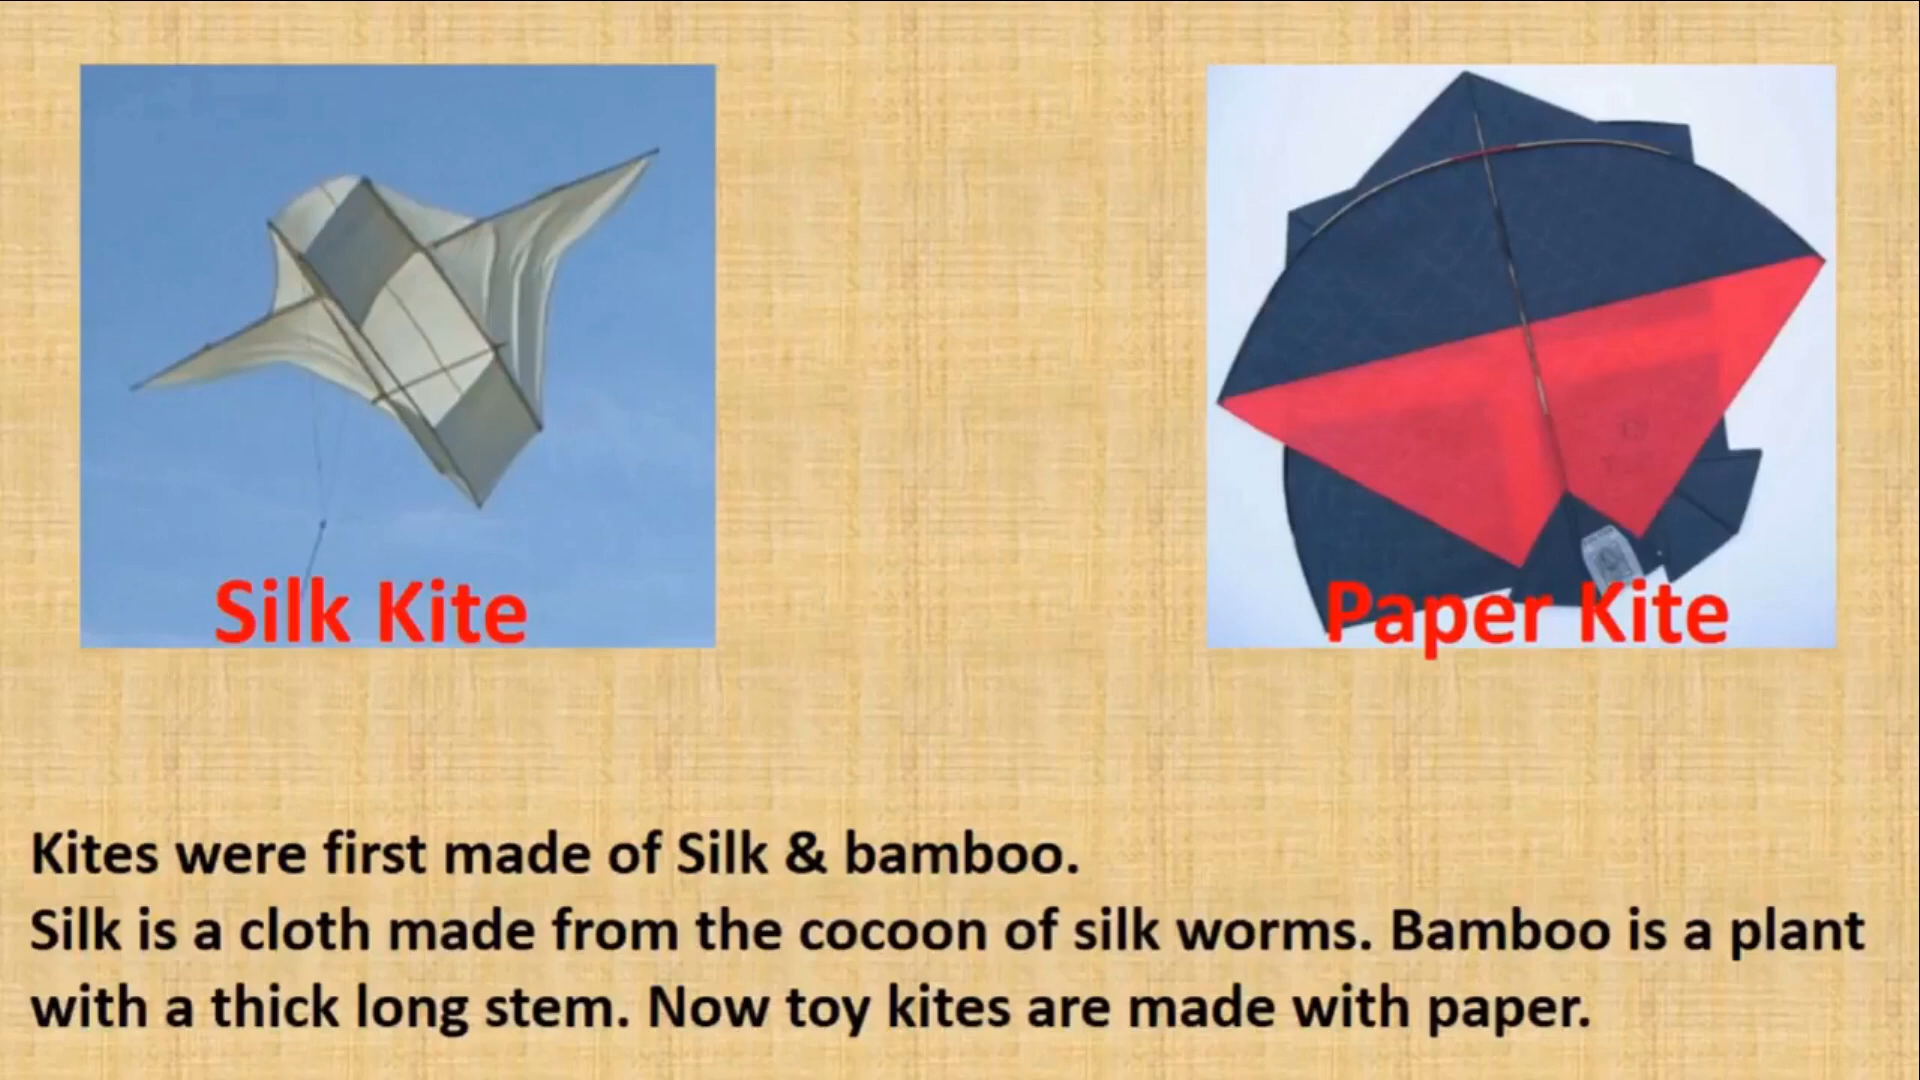 Silk Kite
Paper Kite
Kites were first made of Silk & bamboo.
Silk is a cloth made from the cocoon of silk worms. Bamboo is a plant
with a thick long stem. Now toy kites are made with paper.